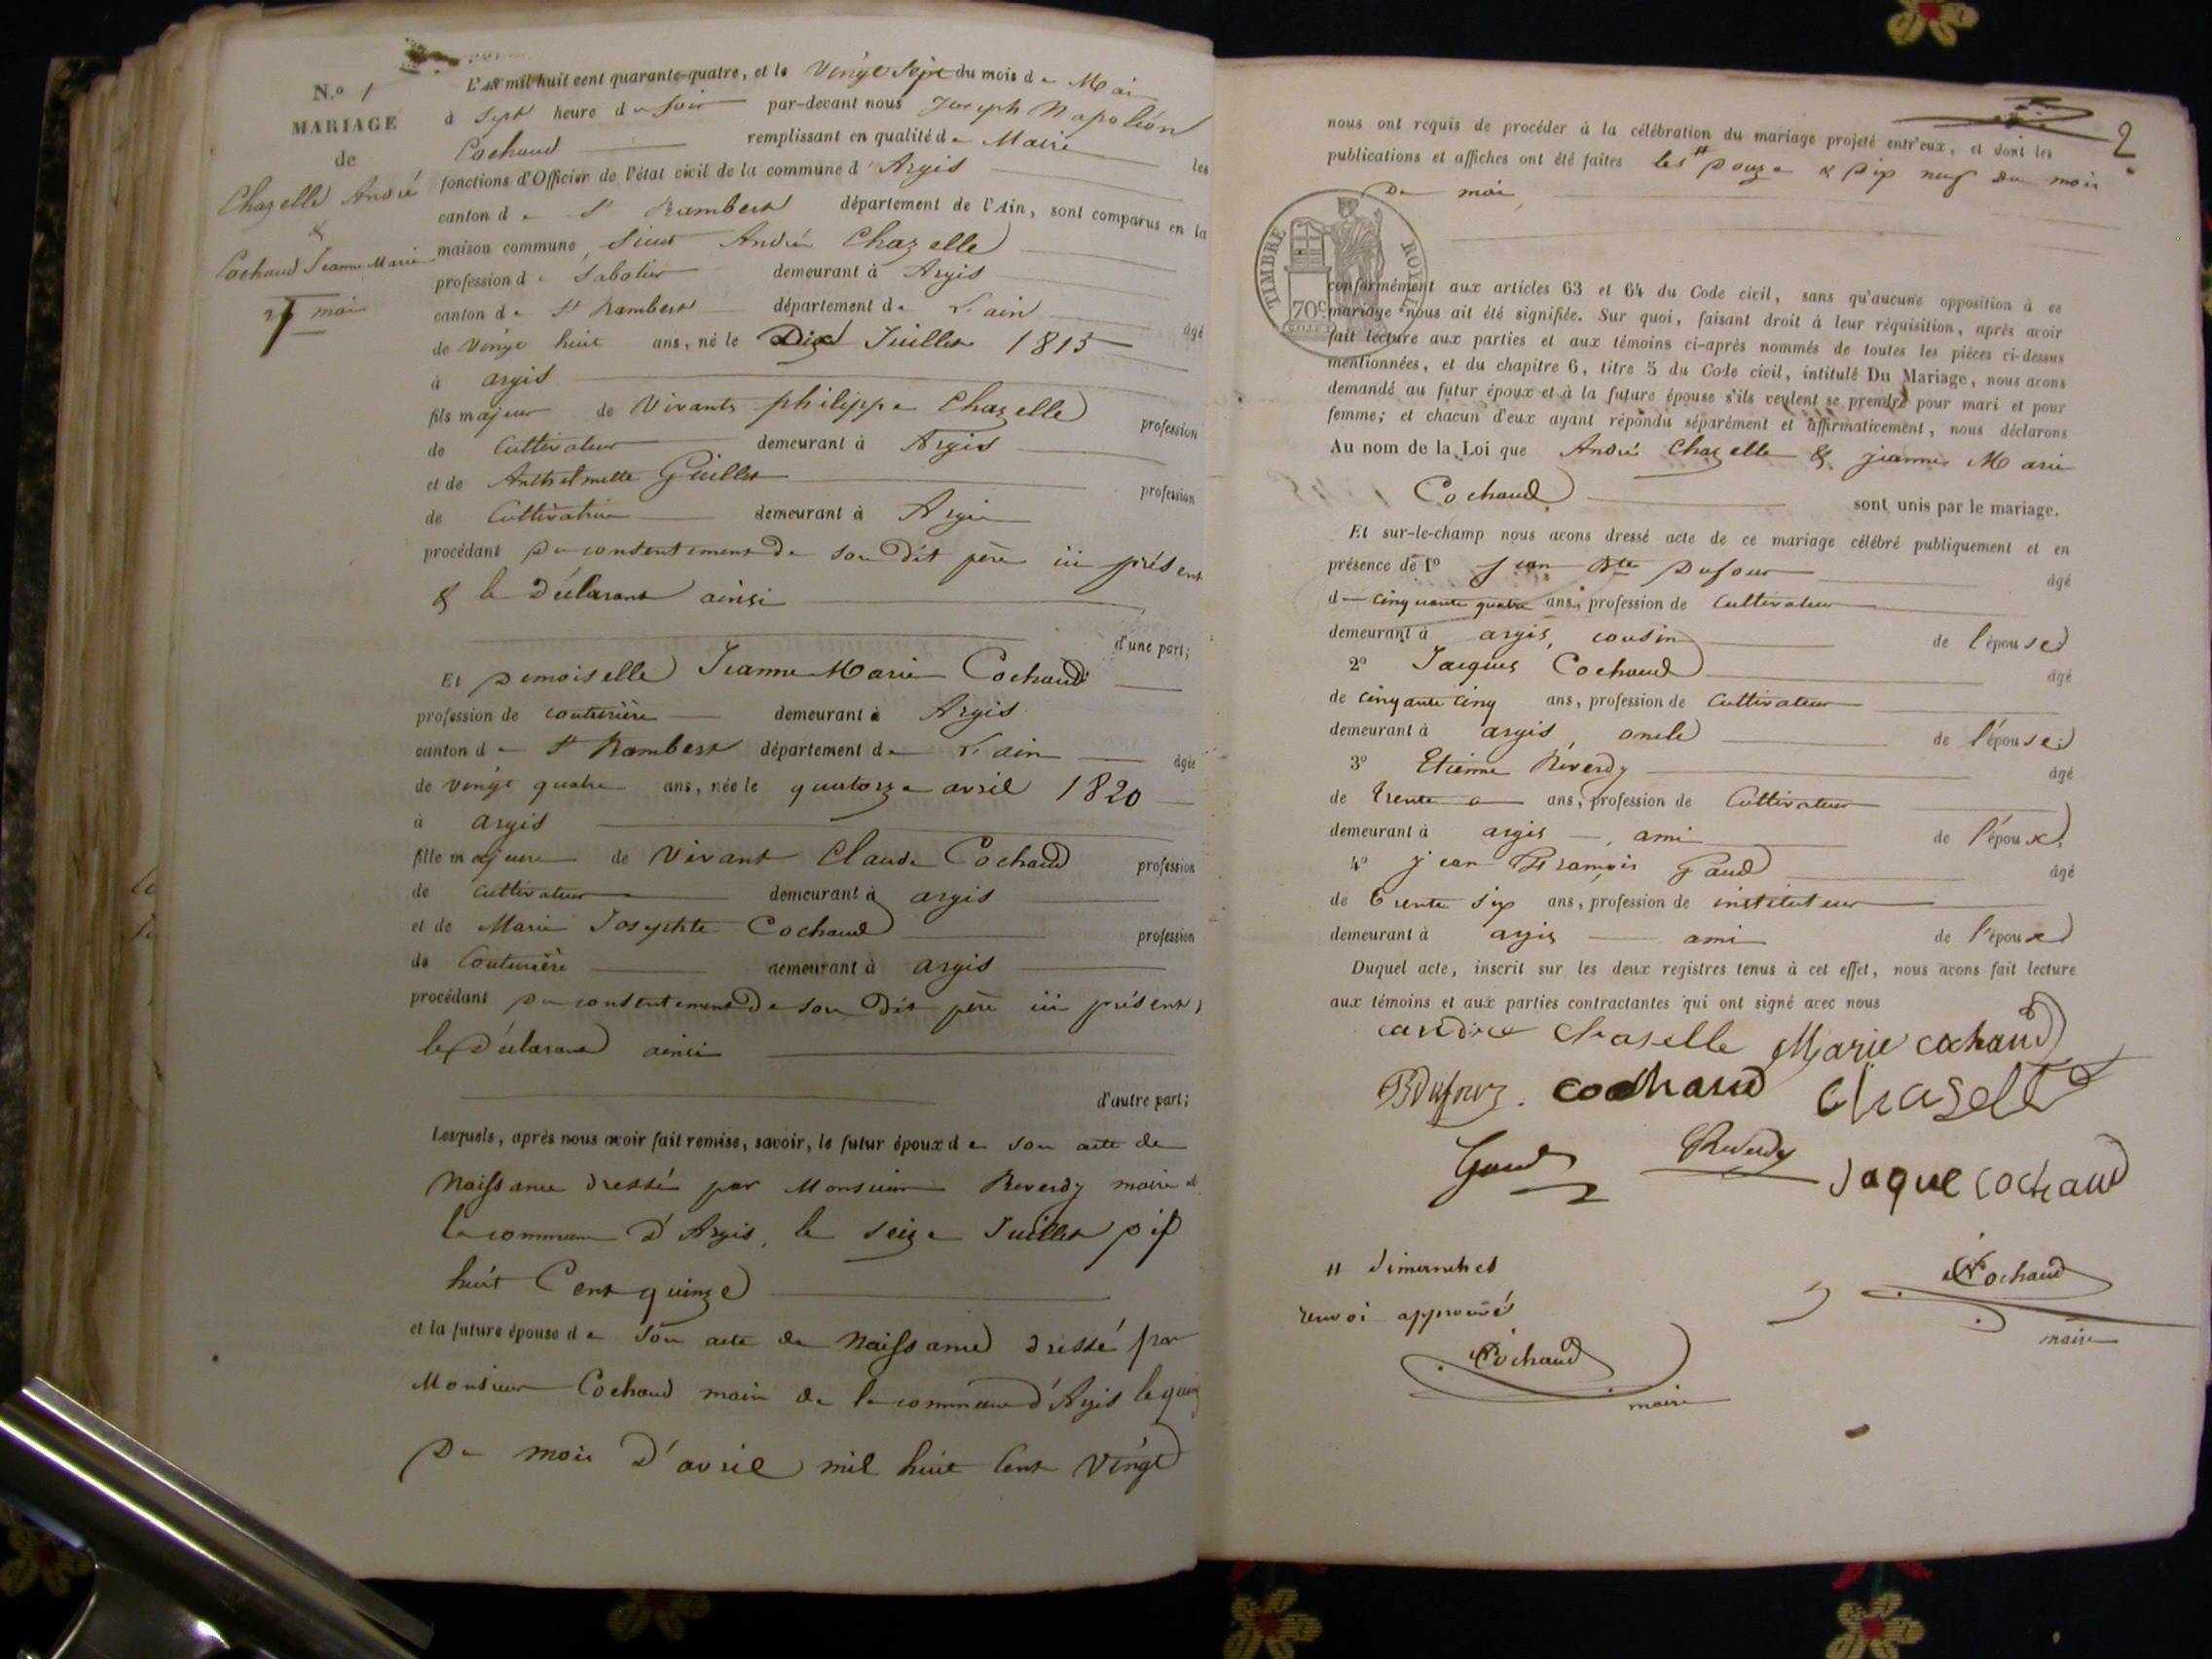 N.º 1
MARIAGE
de
Chazelle André
&
Cochaud Jeanne Marie
27 mai
L'an mil huit cent quarante-quatre, et le Vingt Sept du mois de Mai
à Sept heure du Soir par-devant nous Joseph Napoléon
Cochaud remplissant en qualité de Maire les
fonctions d'Officier de l'état civil de la commune d'Argis
canton de St Rambert département de l'Ain, sont comparus en la
maison commune, Sieur André Chazelle
profession de Sabotier demeurant à Argis
canton de St Rambert département de l'ain âgé
de Vingt huit ans, né le Juillet 1815
à argis
fils majeur de Vivants philippe Chazelle profession
de Cultivateur demeurant à Argis
et de Anthelmette Guillet profession
de Cultivatrice demeurant à Argis
procédant du consentement de son dit père ici présent
& le déclarant ainsi
d'une part;
Et Demoiselle Jeanne Marie Cochaud
profession de couturière demeurant à Argis
canton de St Rambert département de l'ain âgée
de vingt quatre ans, née le quatorze avril 1820
à argis
fille majeure de Vivant Claude Cochaud profession
de cultivateur demeurant à argis
et de Marie Josephte Cochaud profession
de Couturière demeurant à argis
procédant du consentement de son dit père ici présent,
le déclarant ainsi
d'autre part;
Lesquels, après nous avoir fait remise, savoir, le futur époux de son acte de
Naissance dressé par Monsieur Reverdy maire de
la commune d'Argis, le seize Juillet dix
huit Cent quinze
et la future épouse de son acte de Naissance dressé par
Monsieur Cochaud maire de la commune d'Argis le quinze
du mois d'avril mil huit Cent Vingt
2
nous ont requis de procéder à la célébration du mariage projeté entr'eux, et dont les
publications et affiches ont été faites les " douze & dix neuf du mois
de mai,
TIMBRE ROYAL
70c
conformément aux articles 63 et 64 du Code civil, sans qu'aucune opposition à ce
mariage nous ait été signifiée. Sur quoi, faisant droit à leur réquisition, après avoir
fait lecture aux parties et aux témoins ci-après nommés de toutes les pièces ci-dessus
mentionnées, et du chapitre 6, titre 5 du Code civil, intitulé Du Mariage, nous avons
demandé au futur époux et à la future épouse s'ils veulent se prendre pour mari et pour
femme; et chacun d'eux ayant répondu séparément et affirmativement, nous déclarons
Au nom de la Loi que André Chazelle & jeanne Marie
Cochaud sont unis par le mariage.
Et sur-le-champ nous avons dressé acte de ce mariage célébré publiquement et en
présence de 1º jean Bte Dufour âgé
de cinquante quatre ans, profession de cultivateur
demeurant à argis, cousin de l'épouse
2º Jacques Cochaud âgé
de cinquante cinq ans, profession de Cultivateur
demeurant à argis, oncle de l'épouse
3º Etienne Réverdy âgé
de trente ans, profession de Cultivateur
demeurant à argis, ami de l'époux
4º jean François Gaud âgé
de trente six ans, profession de instituteur
demeurant à argis ami de l'époux
Duquel acte, inscrit sur les deux registres tenus à cet effet, nous avons fait lecture
aux témoins et aux parties contractantes qui ont signé avec nous
andré chaselle Marie cochaud
BDufour. cochaud chaselle
Gaud Reverdy Jaque cochaud
" dimanches
renvoi approuvé
Cochaud
maire
Cochaud
maire